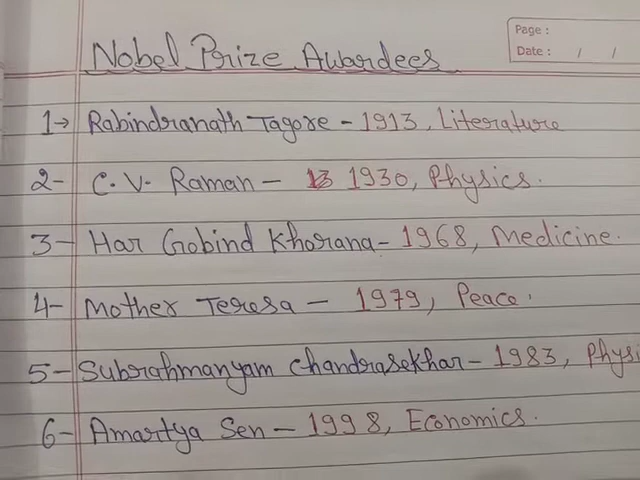 Page :
Date : / /
Nobel Prize Awardees
1→ Rabindranath Tagore - 1913, Literature
2- C.V. Raman - 1930, Physics.
3- Har Gobind Khorana - 1968, Medicine.
4- Mother Teresa - 1979, Peace.
5- Subrahmanyam Chandrasekhar - 1983, Physi
6- Amartya Sen - 1998, Economics.